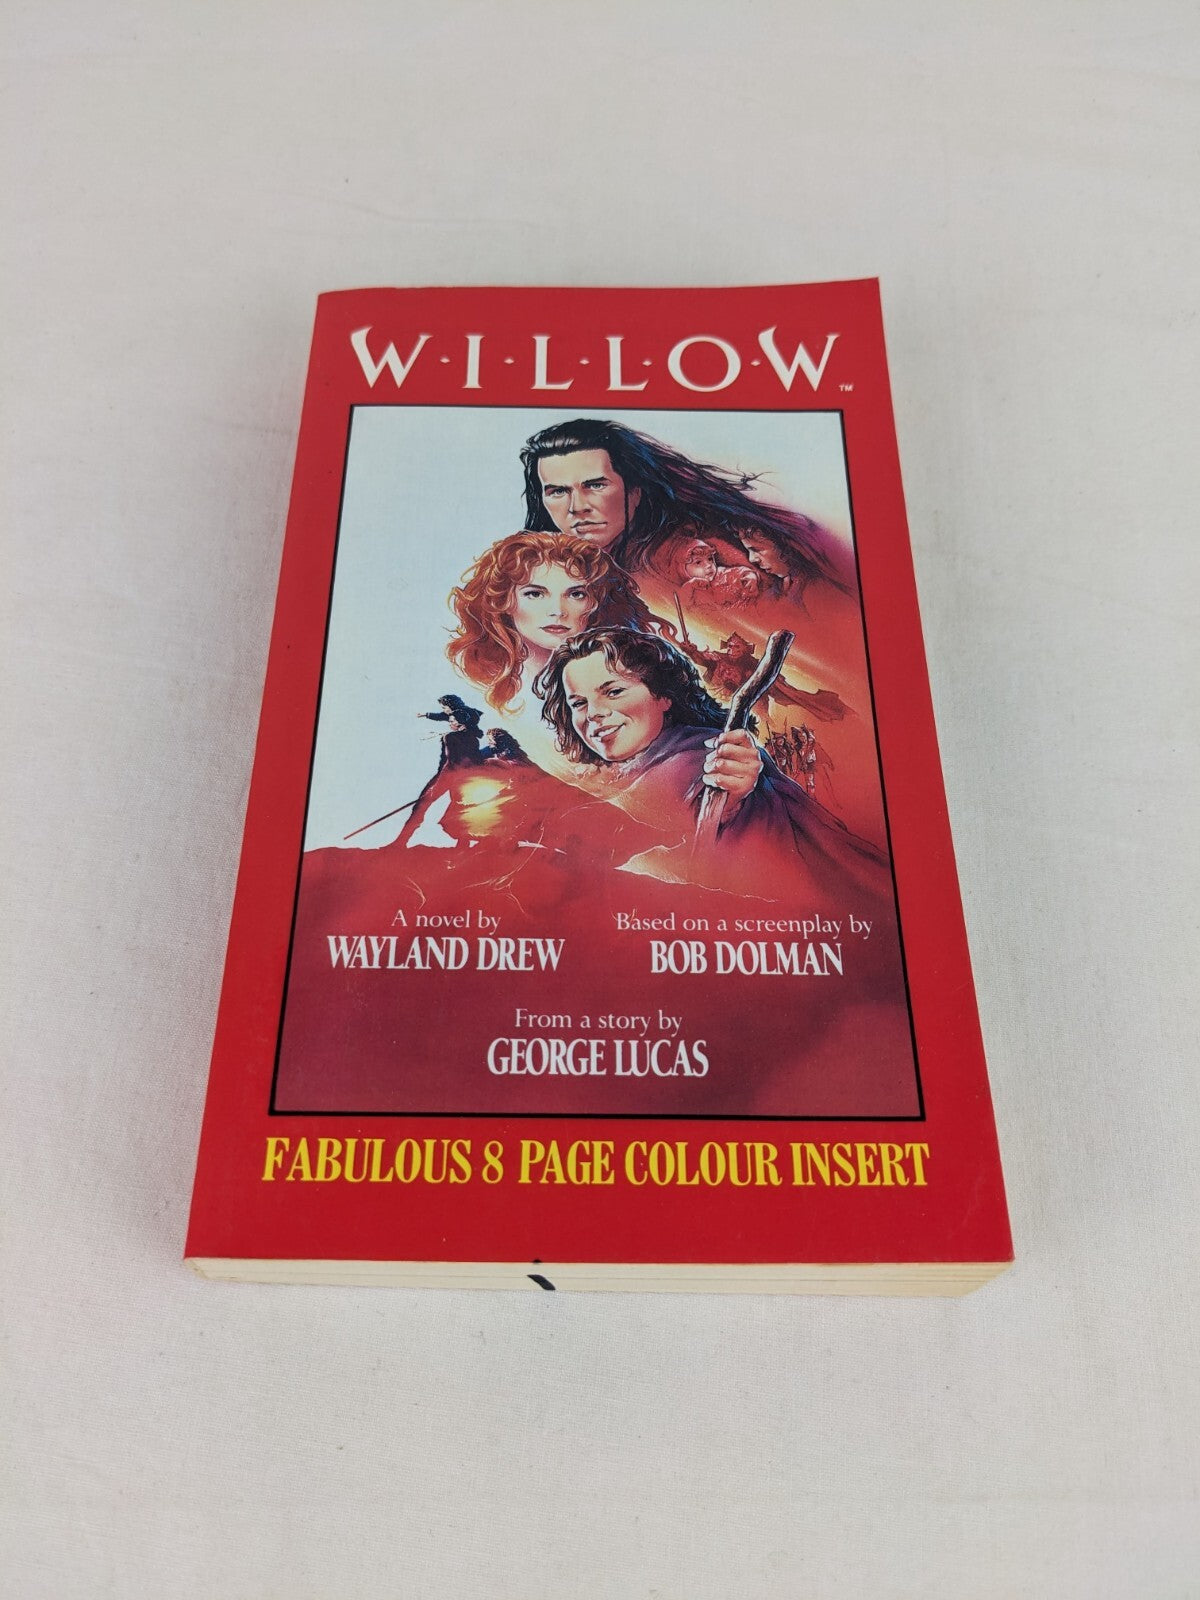 W·I·L·L·O·W™
A novel by
WAYLAND DREW
Based on a screenplay by
BOB DOLMAN
From a story by
GEORGE LUCAS
FABULOUS 8 PAGE COLOUR INSERT